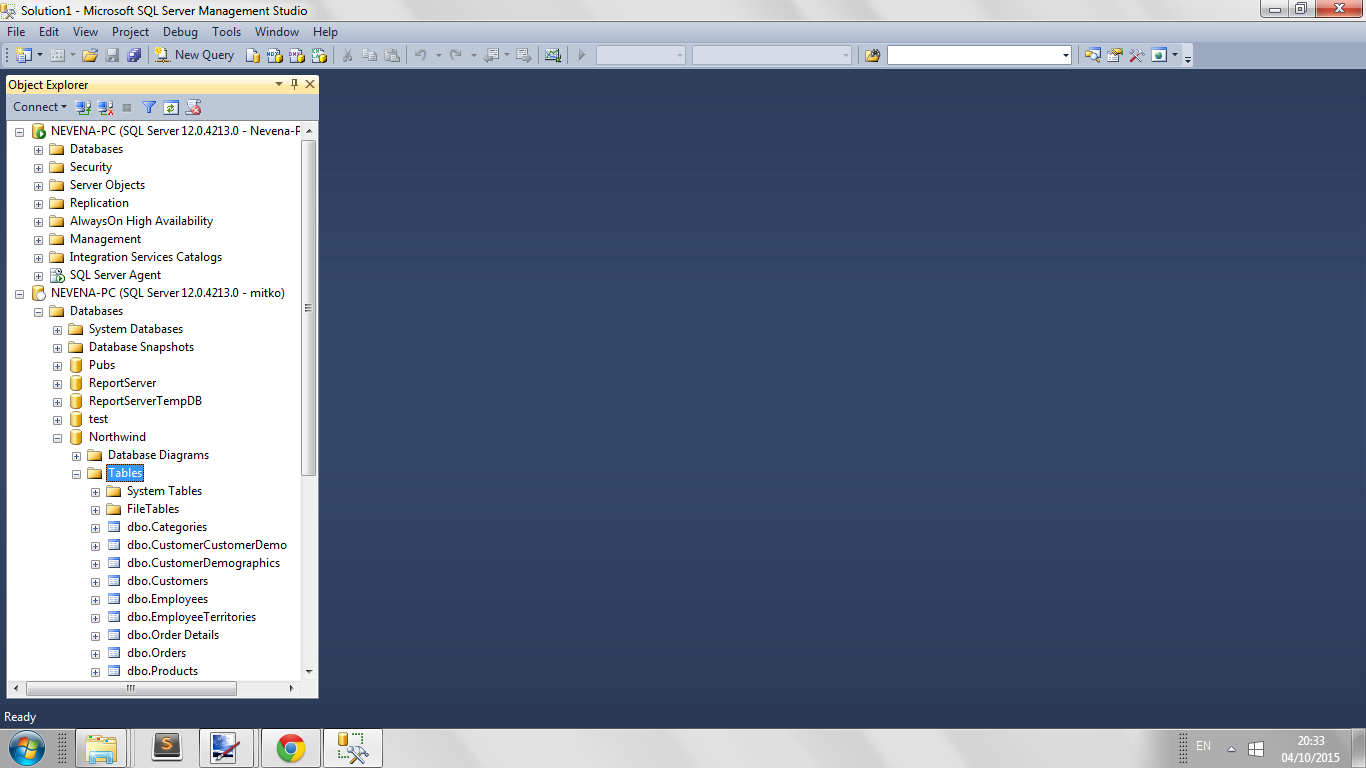 Solution1 - Microsoft SQL Server Management Studio
File Edit View Project Debug Tools Window Help
New Query
Object Explorer
Connect
NEVENA-PC (SQL Server 12.0.4213.0 - Nevena-P
Databases
Security
Server Objects
Replication
AlwaysOn High Availability
Management
Integration Services Catalogs
SQL Server Agent
NEVENA-PC (SQL Server 12.0.4213.0 - mitko)
Databases
System Databases
Database Snapshots
Pubs
ReportServer
ReportServerTempDB
test
Northwind
Database Diagrams
Tables
System Tables
FileTables
dbo.Categories
dbo.CustomerCustomerDemo
dbo.CustomerDemographics
dbo.Customers
dbo.Employees
dbo.EmployeeTerritories
dbo.Order Details
dbo.Orders
dbo.Products
Ready
EN
20:33
04/10/2015